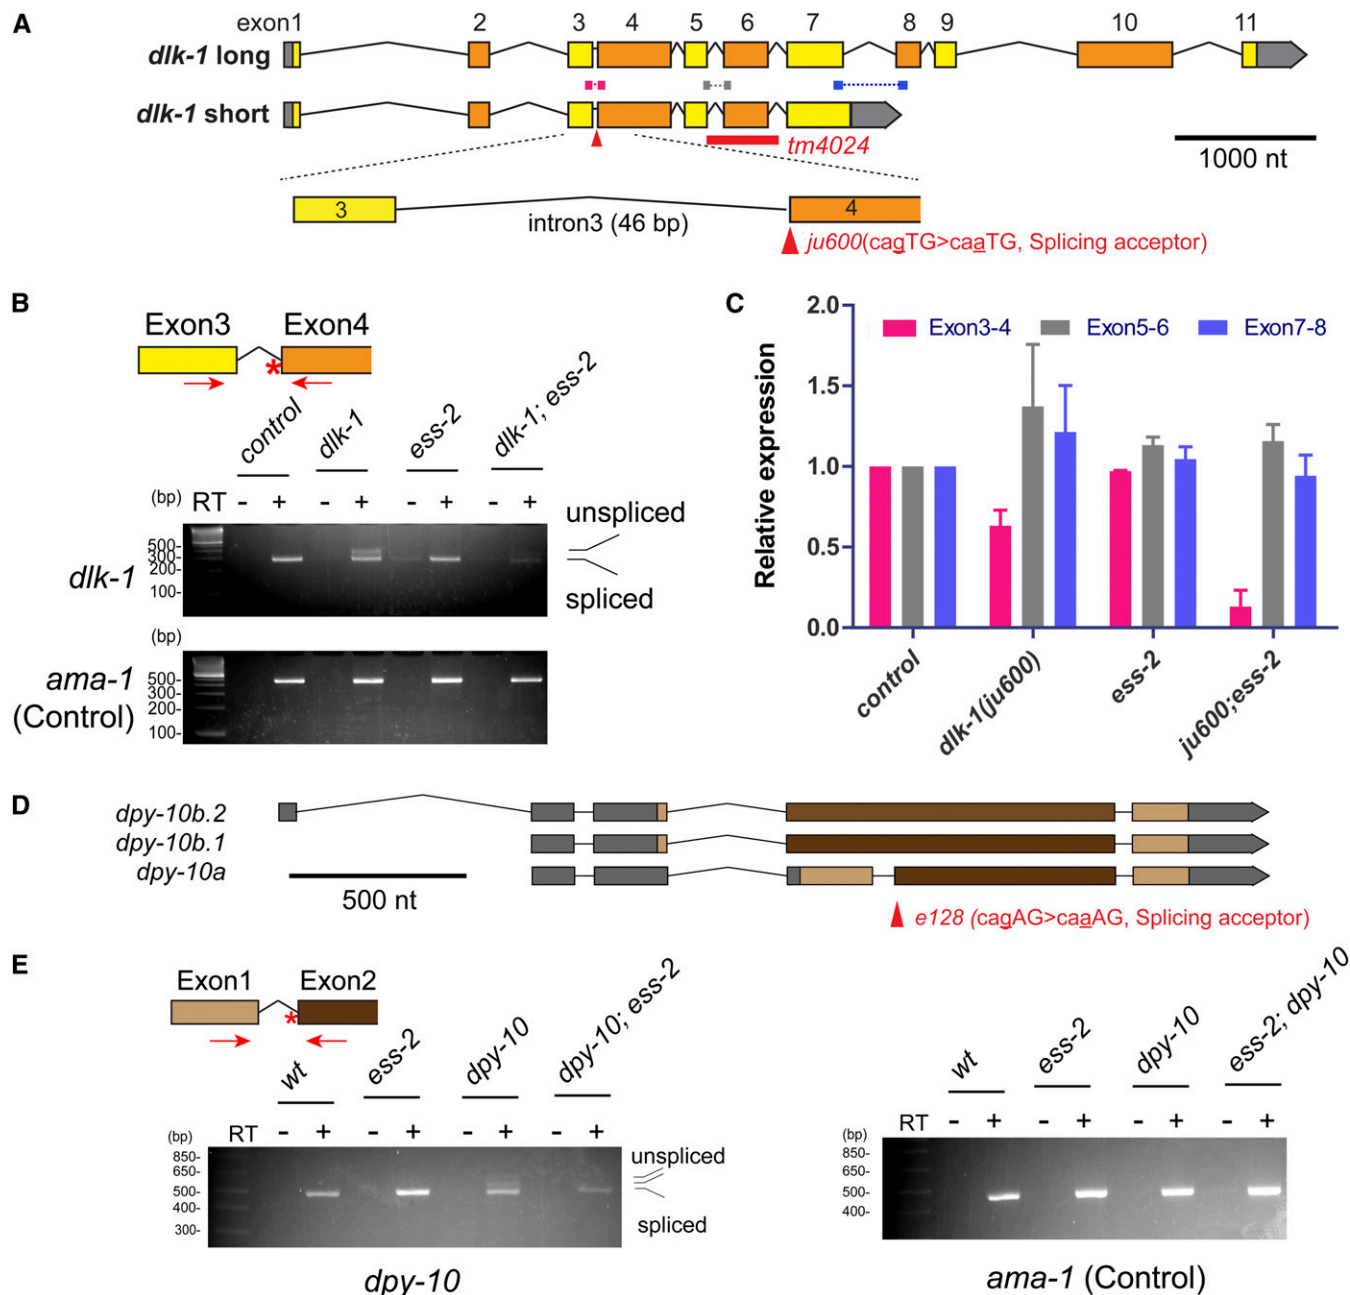 A
exon1 2 3 4 5 6 7 8 9 10 11
dlk-1 long
dlk-1 short
tm4024
1000 nt
3
intron3 (46 bp)
4
ju600(cagTG>caaTG, Splicing acceptor)
B
Exon3 Exon4
*
control dlk-1 ess-2 dlk-1; ess-2
(bp)
RT - + - + - + - +
unspliced
spliced
500-
300-
200-
100-
dlk-1
500-
300-
200-
100-
ama-1
(Control)
C
2.0
1.5
1.0
0.5
0.0
Relative expression
Exon3-4 Exon5-6 Exon7-8
control dlk-1(ju600) ess-2 ju600;ess-2
D
dpy-10b.2
dpy-10b.1
dpy-10a
500 nt
e128 (cagAG>caaAG, Splicing acceptor)
E
Exon1 Exon2
*
wt ess-2 dpy-10 dpy-10; ess-2
(bp)
RT - + - + - + - +
850-
650-
500-
400-
300-
unspliced
spliced
dpy-10
wt ess-2 dpy-10 ess-2; dpy-10
RT - + - + - + - +
(bp)
850-
650-
500-
400-
ama-1 (Control)